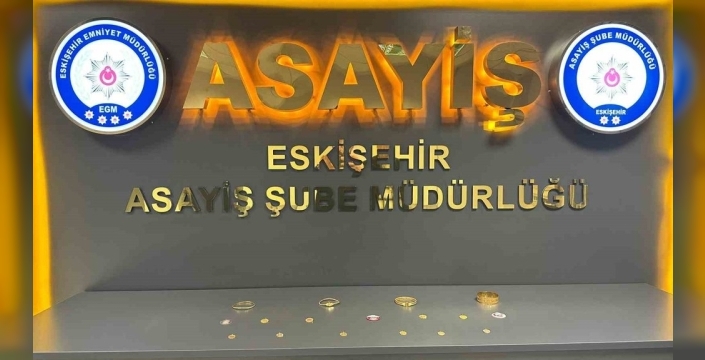 ESKİŞEHİR EMNİYET MÜDÜRLÜĞÜ
EGM
ASAYİŞ
ASAYİŞ ŞUBE MÜDÜRLÜĞÜ
ESKİŞEHİR
ESKİŞEHİR
ASAYİŞ ŞUBE MÜDÜRLÜĞÜ